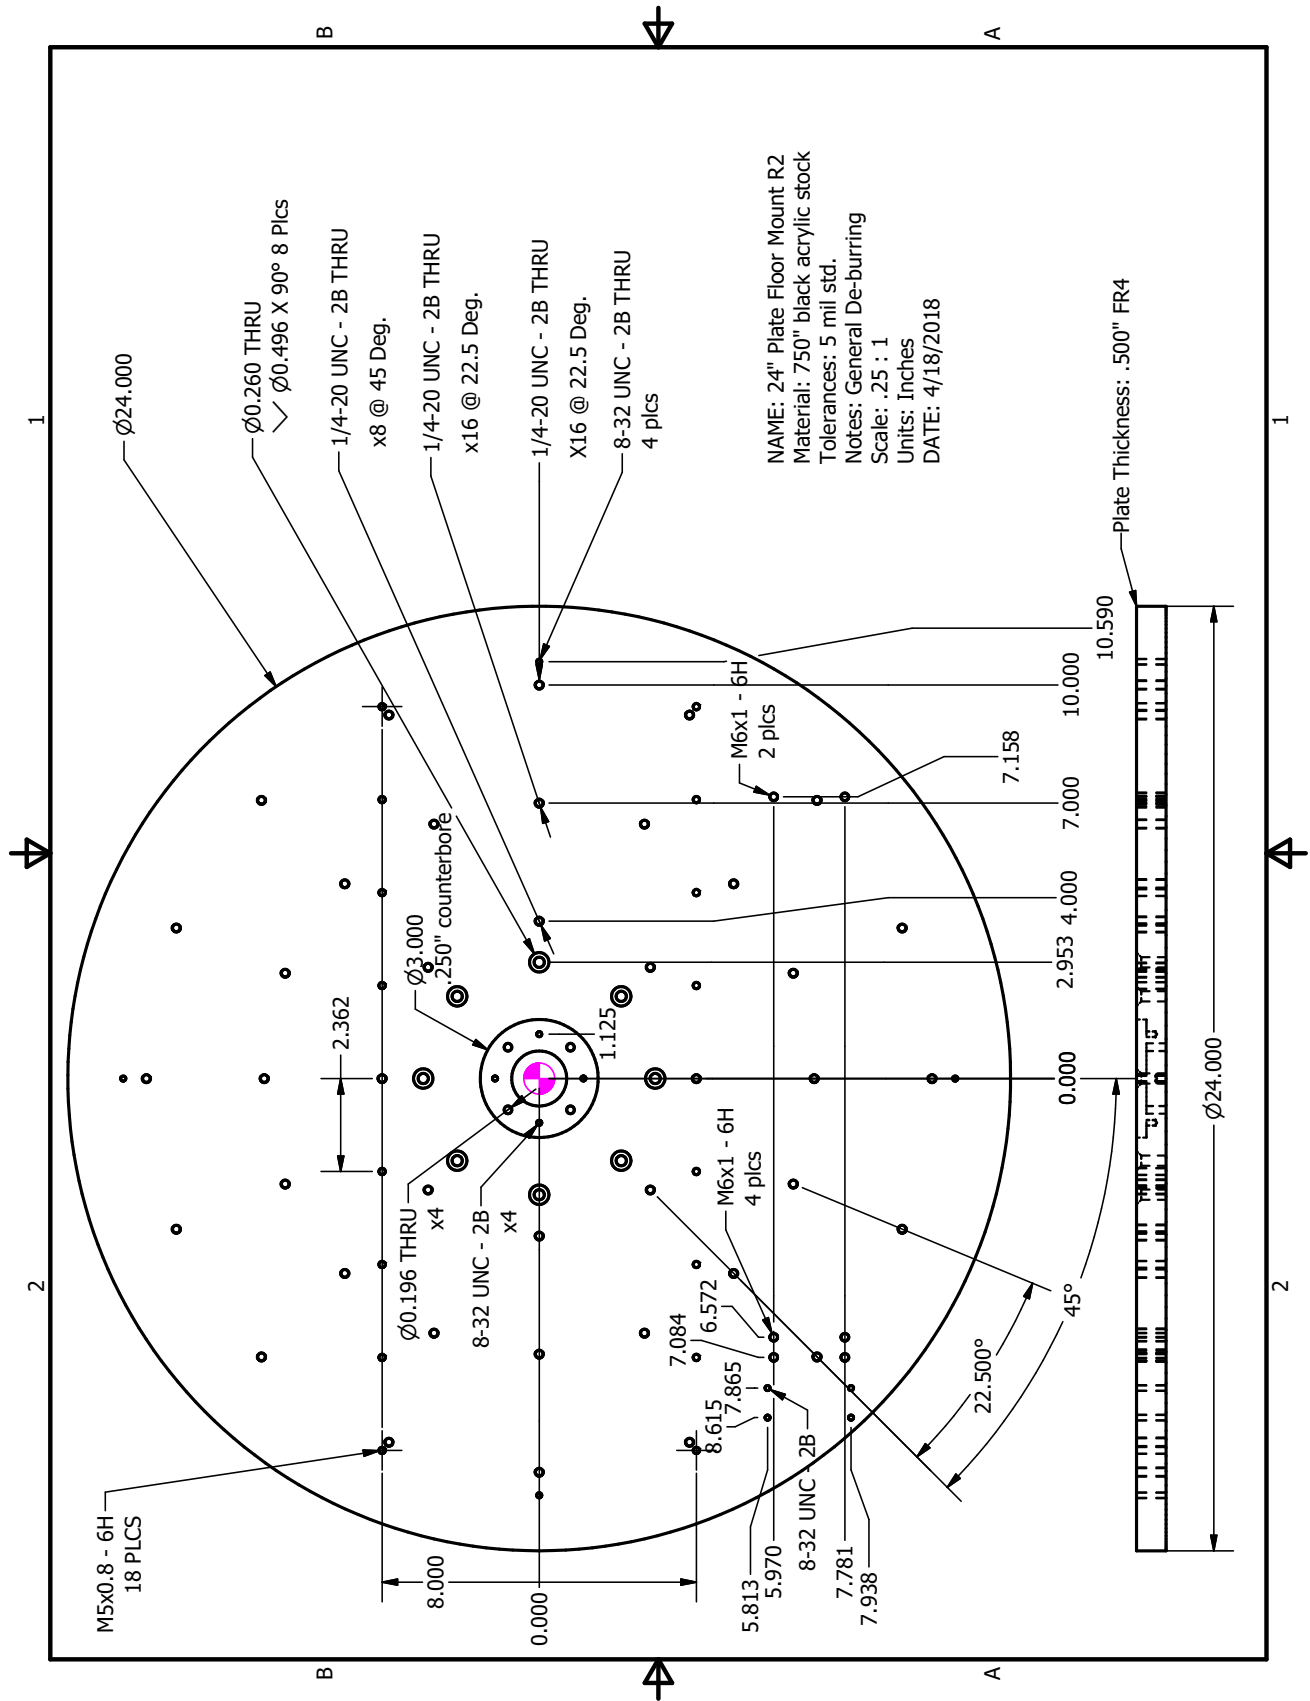 2
1
B
B
A
A
2
1
M5x0.8 - 6H
18 PLCS
2.362
Ø24.000
Ø0.260 THRU
Ø0.496 X 90° 8 Plcs
1/4-20 UNC - 2B THRU
x8 @ 45 Deg.
1/4-20 UNC - 2B THRU
x16 @ 22.5 Deg.
1/4-20 UNC - 2B THRU
X16 @ 22.5 Deg.
8-32 UNC - 2B THRU
4 plcs
Ø3.000
.250" counterbore
Ø0.196 THRU
x4
8-32 UNC - 2B
x4
8.000
0.000
1.125
M6x1 - 6H
4 plcs
M6x1 - 6H
2 plcs
6.572
7.084
7.865
8.615
5.813
5.970
8-32 UNC - 2B
7.781
7.938
22.500°
45°
0.000
2.953
4.000
7.000
7.158
10.000
10.590
NAME: 24" Plate Floor Mount R2
Material: 750" black acrylic stock
Tolerances: 5 mil std.
Notes: General De-burring
Scale: .25 : 1
Units: Inches
DATE: 4/18/2018
Plate Thickness: .500" FR4
Ø24.000